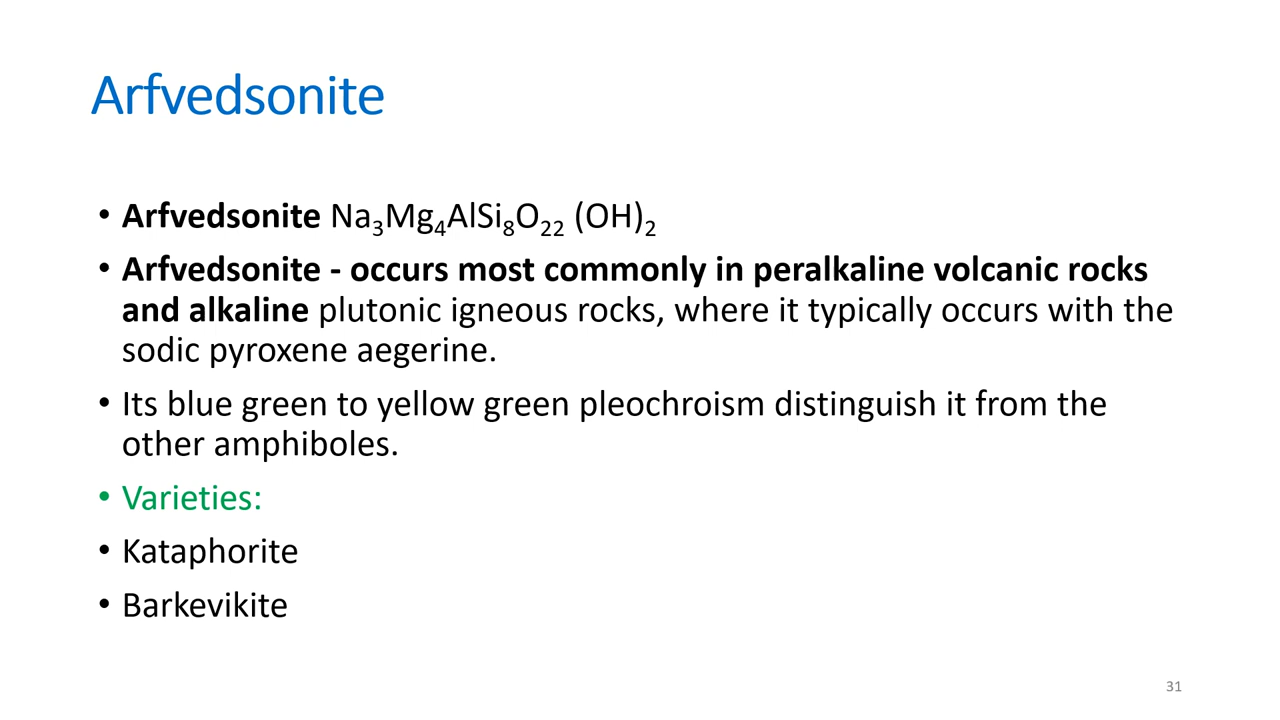 Arfvedsonite
• Arfvedsonite Na₃Mg₄AlSi₈O₂₂ (OH)₂
• Arfvedsonite - occurs most commonly in peralkaline volcanic rocks
and alkaline plutonic igneous rocks, where it typically occurs with the
sodic pyroxene aegerine.
• Its blue green to yellow green pleochroism distinguish it from the
other amphiboles.
• Varieties:
• Kataphorite
• Barkevikite
31